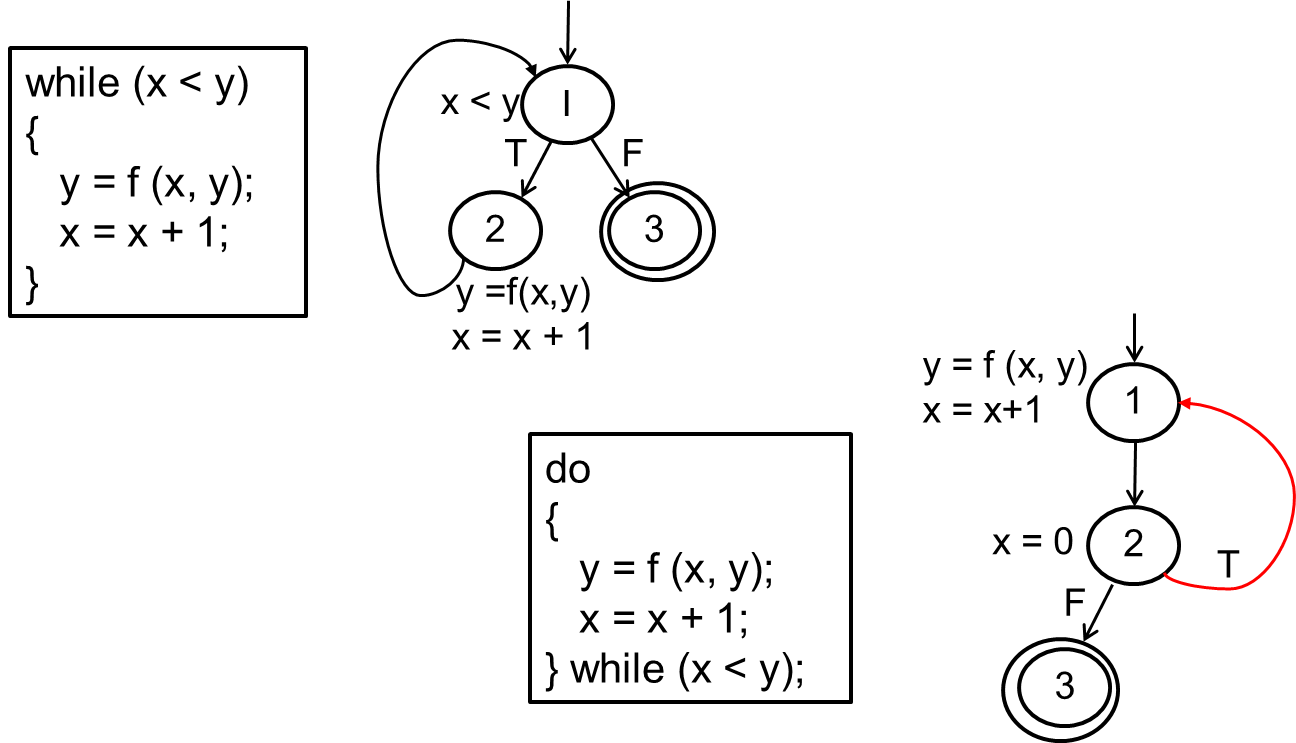 while (x < y)
{
y = f (x, y);
x = x + 1;
}
x < y
I
T
F
2
3
y =f(x,y)
x = x + 1
do
{
y = f (x, y);
x = x + 1;
} while (x < y);
y = f (x, y)
x = x+1
1
x = 0
2
T
F
3